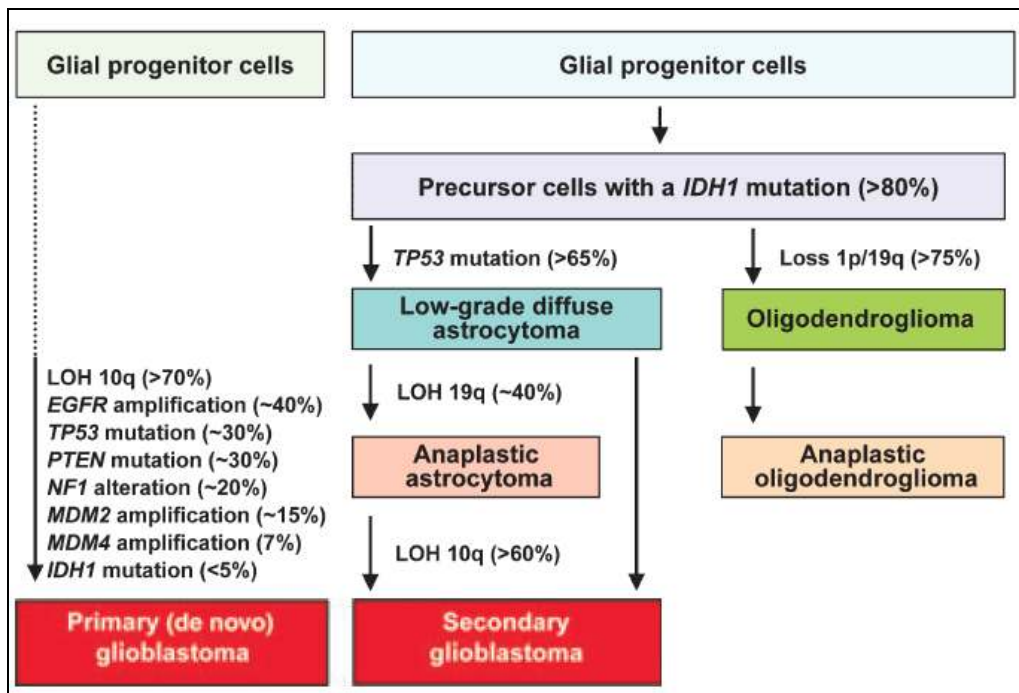 Glial progenitor cells
LOH 10q (>70%)
EGFR amplification (~40%)
TP53 mutation (~30%)
PTEN mutation (~30%)
NF1 alteration (~20%)
MDM2 amplification (~15%)
MDM4 amplification (7%)
IDH1 mutation (<5%)
Primary (de novo)
glioblastoma
Glial progenitor cells
Precursor cells with a IDH1 mutation (>80%)
TP53 mutation (>65%)
Low-grade diffuse
astrocytoma
LOH 19q (~40%)
Anaplastic
astrocytoma
LOH 10q (>60%)
Secondary
glioblastoma
Loss 1p/19q (>75%)
Oligodendroglioma
Anaplastic
oligodendroglioma